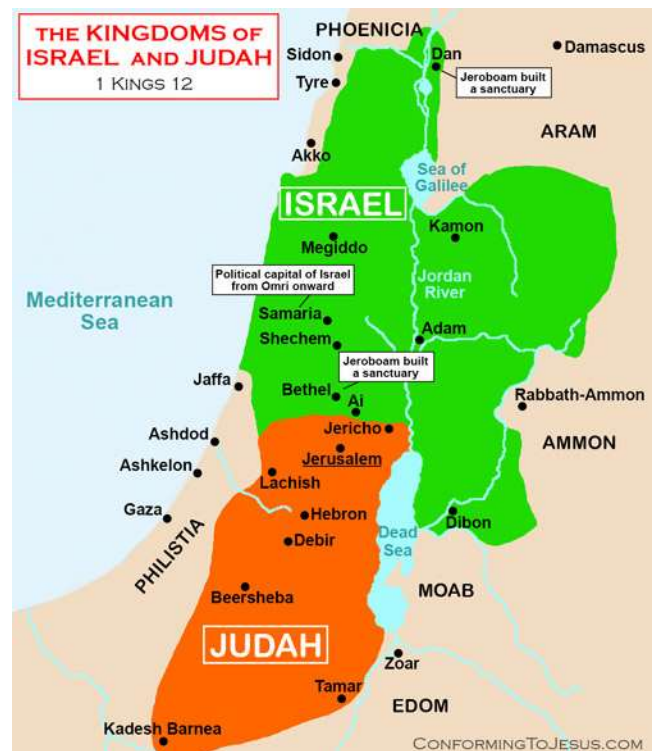 THE KINGDOMS OF
ISRAEL AND JUDAH
1 KINGS 12
PHOENICIA
Sidon
Dan
Damascus
Tyre
Jeroboam built
a sanctuary
ARAM
Akko
Sea of
Galilee
ISRAEL
Kamon
Megiddo
Political capital of Israel
from Omri onward
Jordan
River
Mediterranean
Sea
Samaria
Adam
Shechem
Jeroboam built
a sanctuary
Jaffa
Bethel
Rabbath-Ammon
Ai
Jericho
Ashdod
AMMON
Jerusalem
Ashkelon
Lachish
Gaza
Hebron
Dibon
Dead
Sea
PHILISTIA
Debir
Beersheba
MOAB
JUDAH
Zoar
Tamar
EDOM
Kadesh Barnea
CONFORMINGTOJESUS.COM